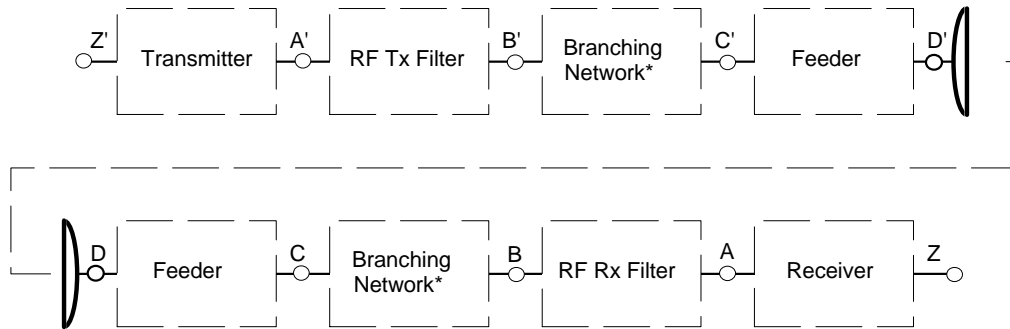 Z'
Transmitter
A'
RF Tx Filter
B'
Branching
Network*
C'
Feeder
D'
D
Feeder
C
Branching
Network*
B
RF Rx Filter
A
Receiver
Z